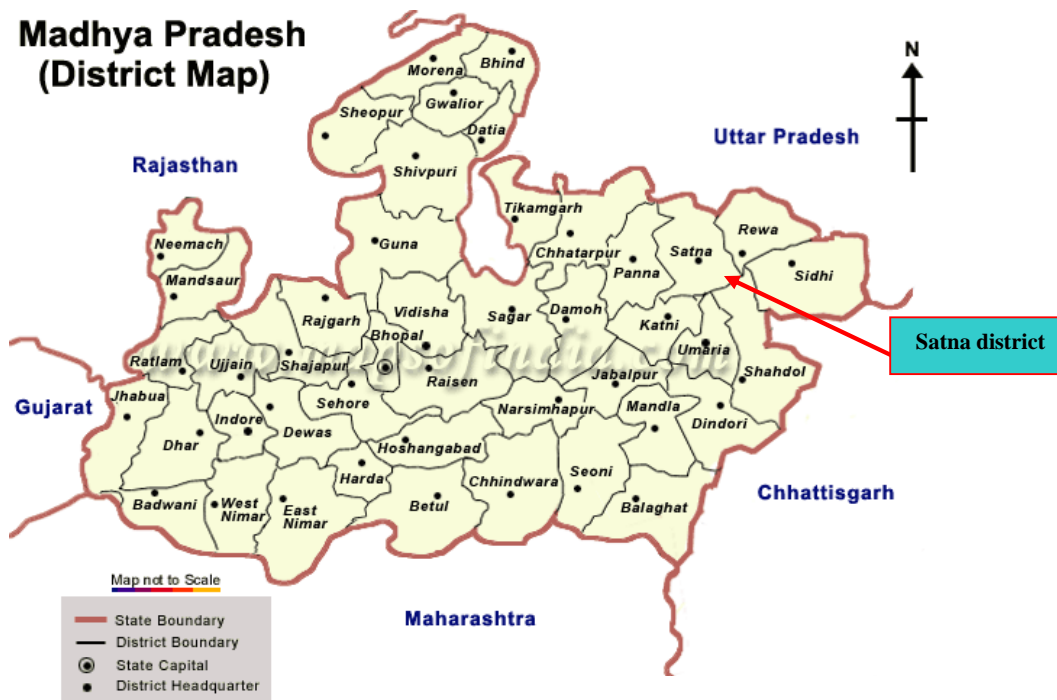 Madhya Pradesh
(District Map)
N
Uttar Pradesh
Rajasthan
Gujarat
Chhattisgarh
Maharashtra
Morena
Bhind
Gwalior
Sheopur
Datia
Shivpuri
Tikamgarh
Rewa
Neemach
Guna
Chhatarpur
Satna
Panna
Sidhi
Mandsaur
Rajgarh
Vidisha
Sagar
Damoh
Katni
Bhopal
Satna district
www.mapsofindia.com
Ratlam
Ujjain
Shajapur
Raisen
Jabalpur
Umaria
Shahdol
Jhabua
Sehore
Narsimhapur
Mandla
Dindori
Indore
Dewas
Dhar
Hoshangabad
Harda
Chhindwara
Seoni
Badwani
West
Nimar
East
Nimar
Betul
Balaghat
Map not to Scale
State Boundary
District Boundary
State Capital
District Headquarter